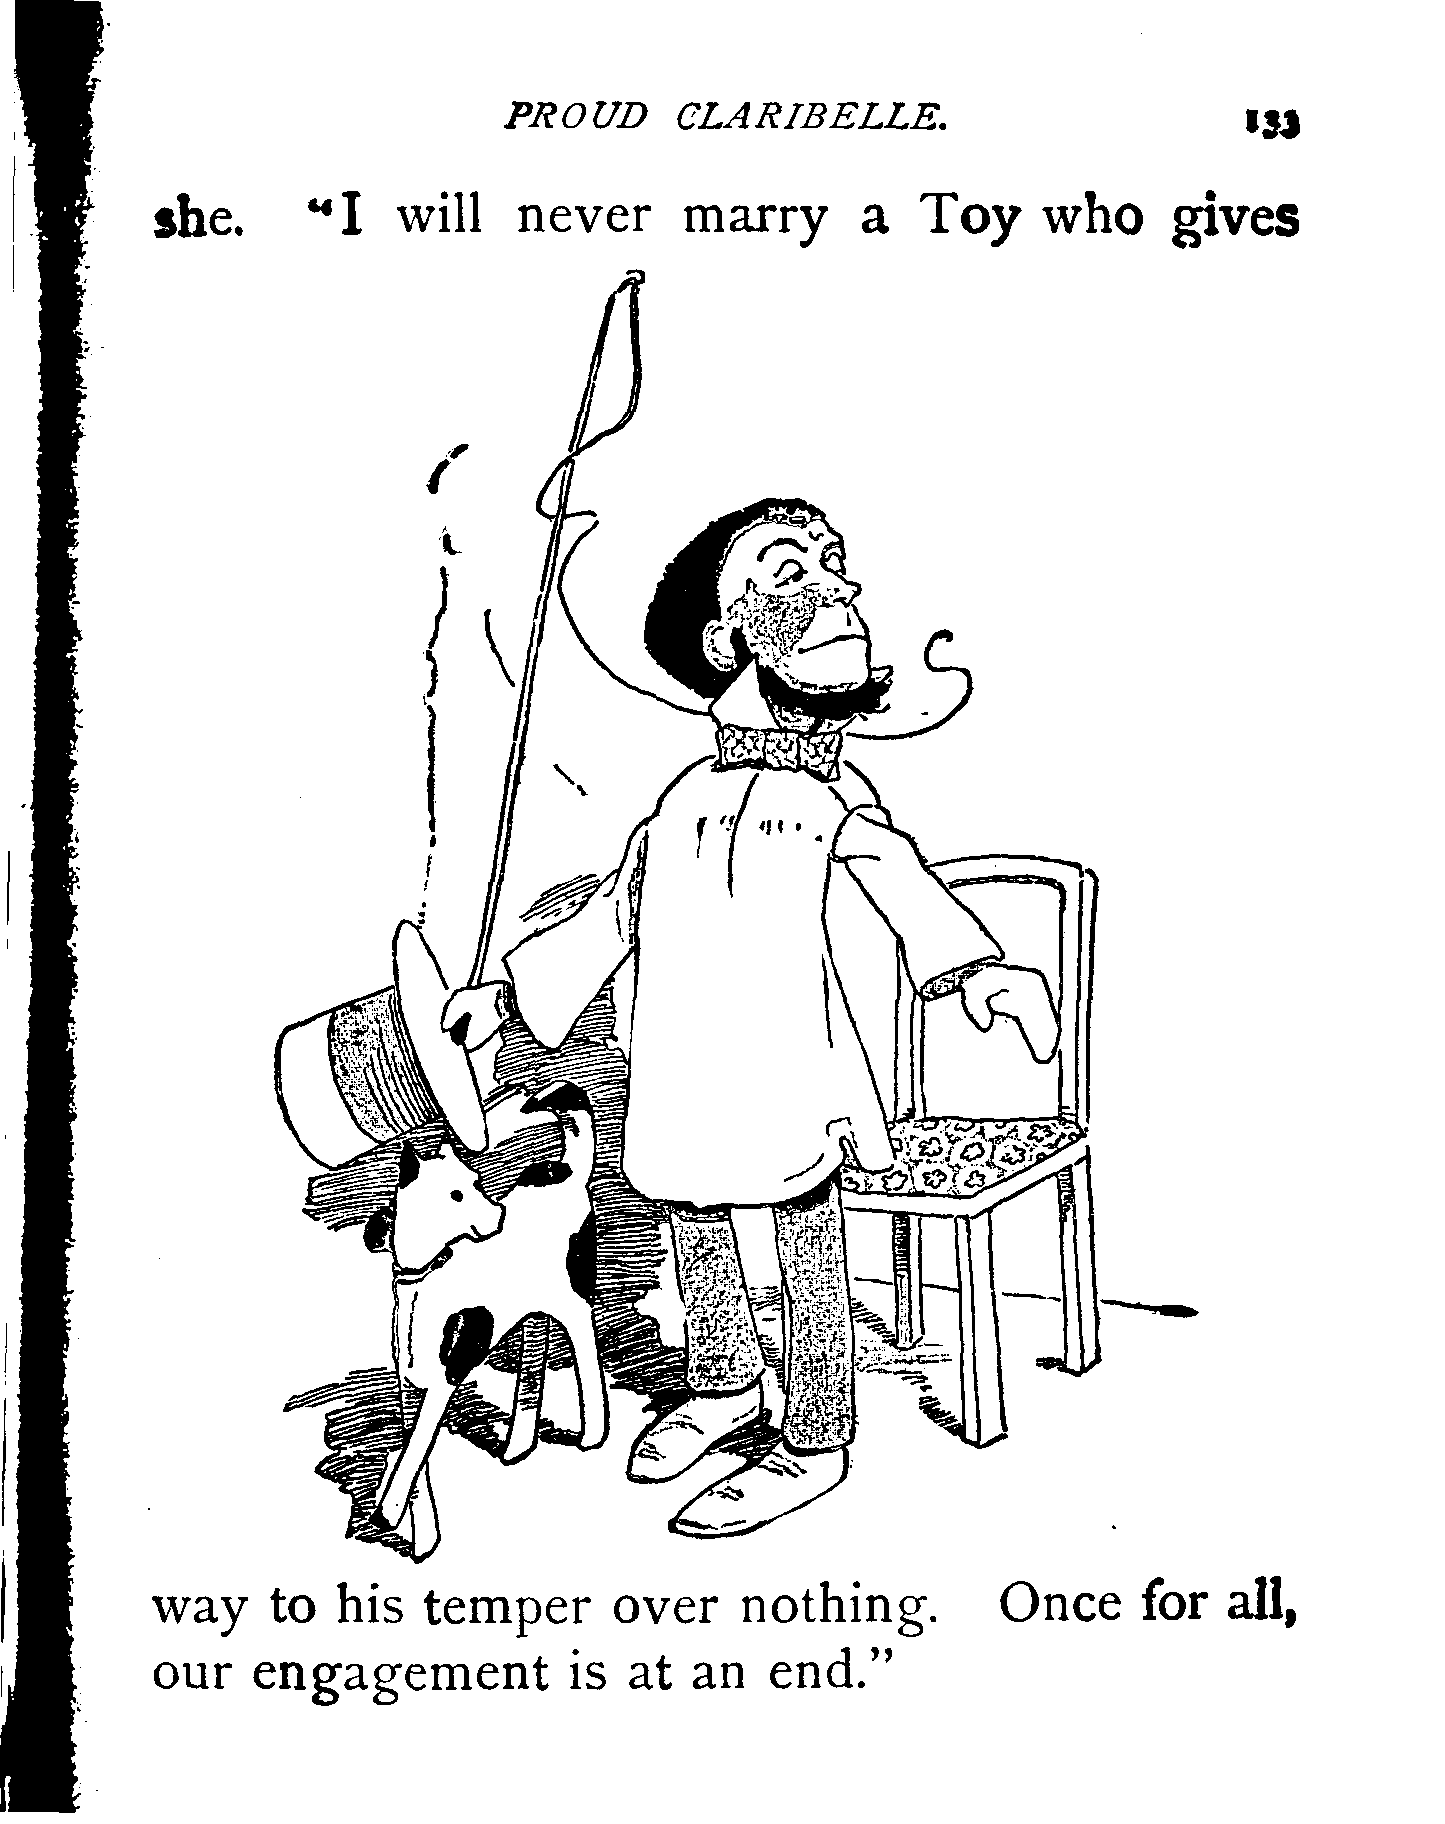 PROUD CLARIBELLE. 133
she. "I will never marry a Toy who gives
way to his temper over nothing. Once for all,
our engagement is at an end."